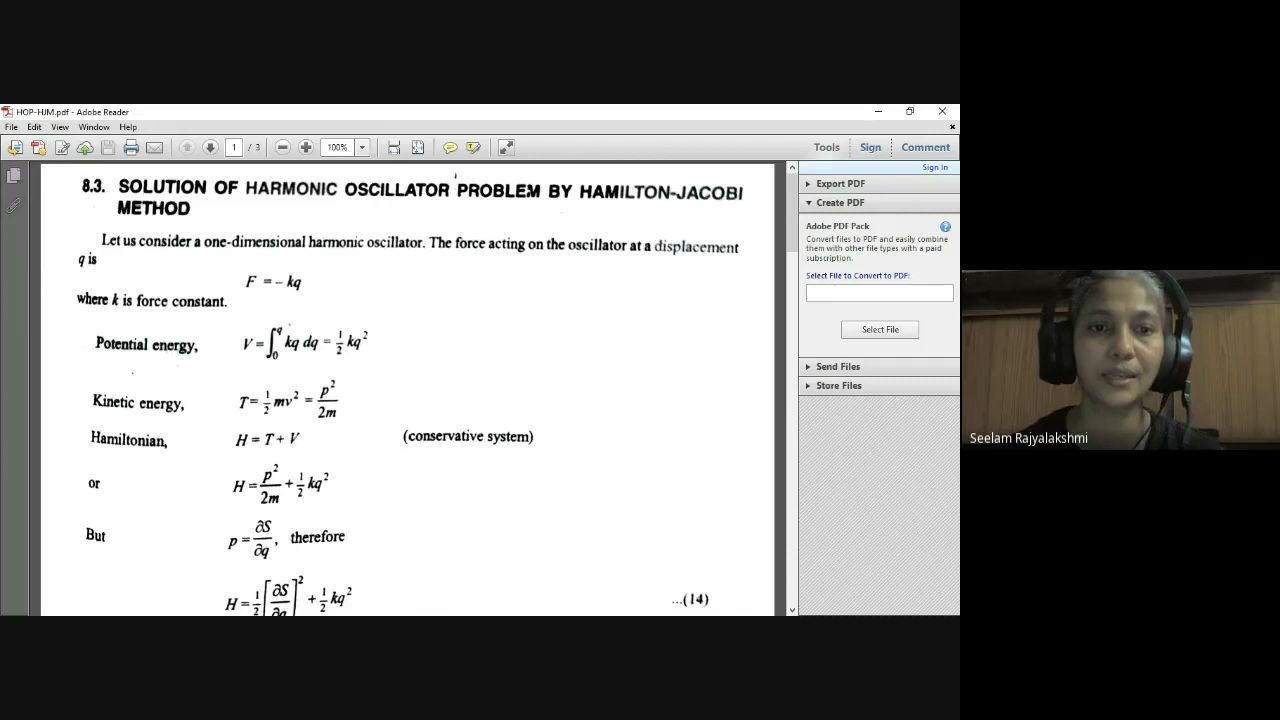 HOP-HJM.pdf - Adobe Reader
File Edit View Window Help
1 / 3 100% Tools Sign Comment
Sign In
Export PDF
Create PDF
Adobe PDF Pack
Convert files to PDF and easily combine
them with other file types with a paid
subscription.
Select File to Convert to PDF:
Select File
Send Files
Store Files
8.3. SOLUTION OF HARMONIC OSCILLATOR PROBLEM BY HAMILTON-JACOBI
METHOD
Let us consider a one-dimensional harmonic oscillator. The force acting on the oscillator at a displacement
q is
F = – kq
where k is force constant.
Potential energy, V = ∫₀^q kq dq = 1/2 kq²
Kinetic energy, T = 1/2 mv² = p²/2m
Hamiltonian, H = T + V (conservative system)
or H = p²/2m + 1/2 kq²
But p = ∂S/∂q, therefore
H = 1/2 [∂S/∂q]² + 1/2 kq² ...(14)
Seelam Rajyalakshmi